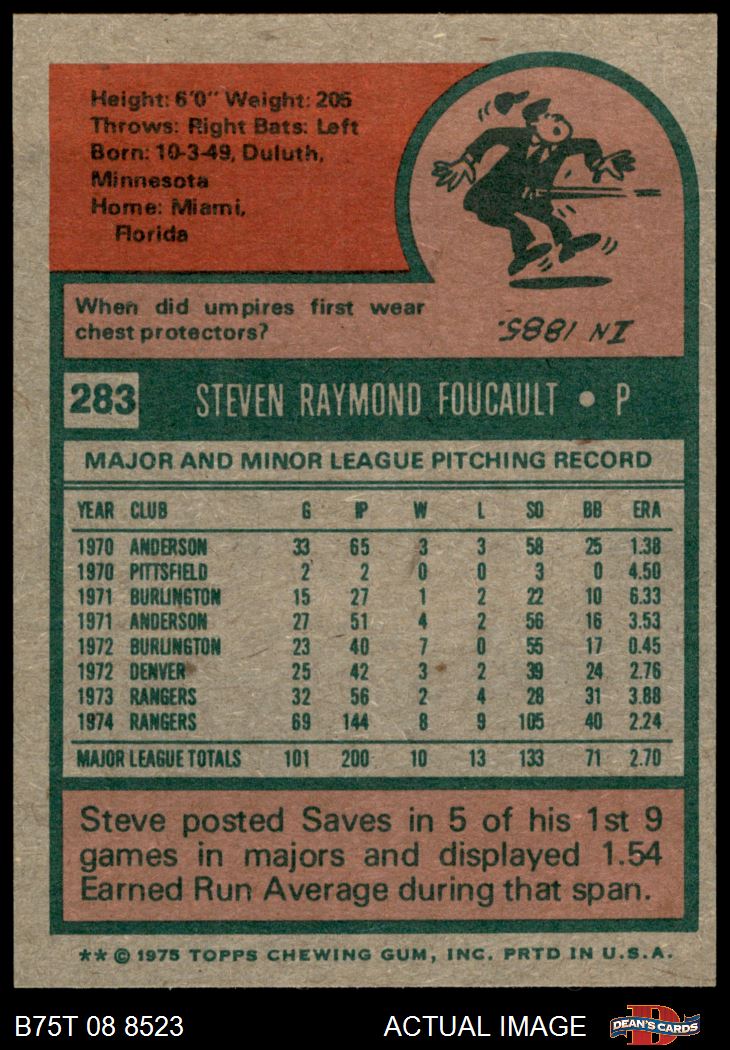 Height: 6'0" Weight: 205
Throws: Right Bats: Left
Born: 10-3-49, Duluth,
Minnesota
Home: Miami,
Florida
When did umpires first wear
chest protectors?
IN 1885.
283 STEVEN RAYMOND FOUCAULT • P
MAJOR AND MINOR LEAGUE PITCHING RECORD
YEAR CLUB G IP W L SO BB ERA
1970 ANDERSON 33 65 3 3 58 25 1.38
1970 PITTSFIELD 2 2 0 0 3 0 4.50
1971 BURLINGTON 15 27 1 2 22 10 6.33
1971 ANDERSON 27 51 4 2 56 16 3.53
1972 BURLINGTON 23 40 7 0 55 17 0.45
1972 DENVER 25 42 3 2 39 24 2.76
1973 RANGERS 32 56 2 4 28 31 3.88
1974 RANGERS 69 144 8 9 105 40 2.24
MAJOR LEAGUE TOTALS 101 200 10 13 133 71 2.70
Steve posted Saves in 5 of his 1st 9
games in majors and displayed 1.54
Earned Run Average during that span.
** © 1975 TOPPS CHEWING GUM, INC. PRTD IN U.S.A.
B75T 08 8523 ACTUAL IMAGE D DEAN'S CARDS